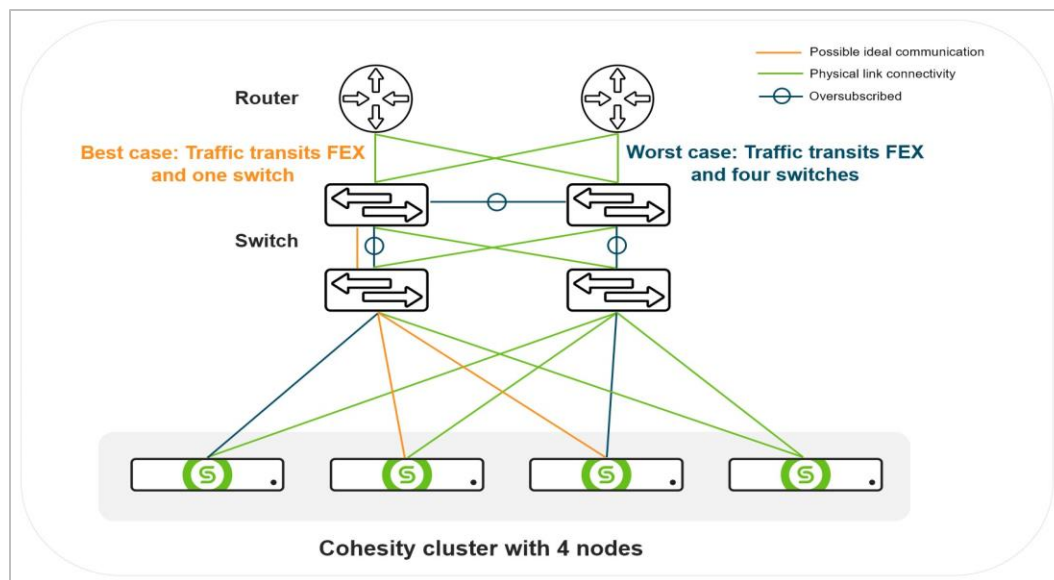 Possible ideal communication
Physical link connectivity
Oversubscribed
Router
Best case: Traffic transits FEX
and one switch
Worst case: Traffic transits FEX
and four switches
Switch
Cohesity cluster with 4 nodes